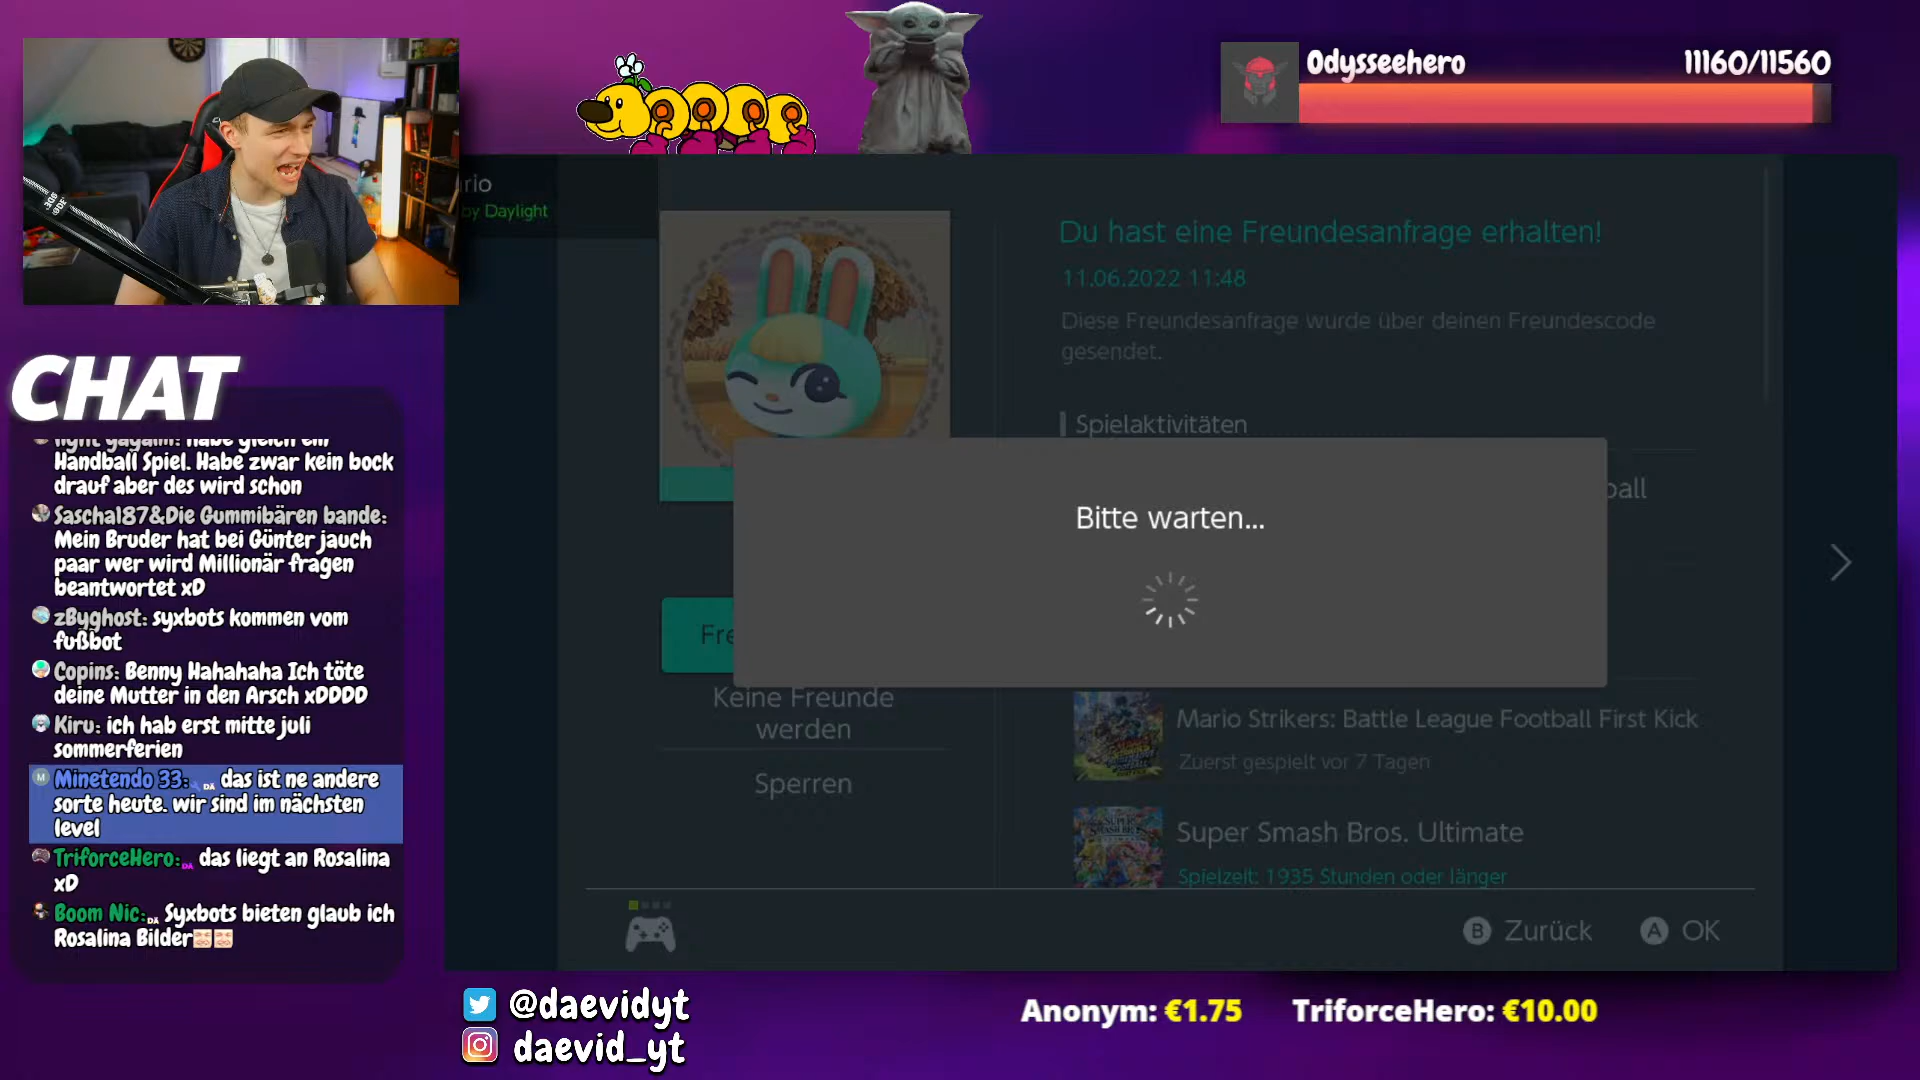 Odysseehero
11160/11560
rio
by Daylight
Du hast eine Freundesanfrage erhalten!
11.06.2022 11:48
Diese Freundesanfrage wurde über deinen Freundescode
gesendet.
Spielaktivitäten
ball
Bitte warten...
Fre
Keine Freunde
werden
Sperren
Mario Strikers: Battle League Football First Kick
Zuerst gespielt vor 7 Tagen
Super Smash Bros. Ultimate
Spielzeit: 1935 Stunden oder länger
B Zurück
A OK
CHAT
habe gleich ein
Handball Spiel. Habe zwar kein bock
drauf aber des wird schon
Sascha187&Die Gummibären bande:
Mein Bruder hat bei Günter jauch
paar wer wird Millionär fragen
beantwortet xD
zByghost: syxbots kommen vom
fußbot
Copins: Benny Hahahaha Ich töte
deine Mutter in den Arsch xDDDD
Kiru: ich hab erst mitte juli
sommerferien
M Minetendo 33: DÄ das ist ne andere
sorte heute. wir sind im nächsten
level
TriforceHero: DÄ das liegt an Rosalina
xD
Boom Nic: DÄ Syxbots bieten glaub ich
Rosalina Bilder
@daevidyt
daevid_yt
Anonym: €1.75
TriforceHero: €10.00